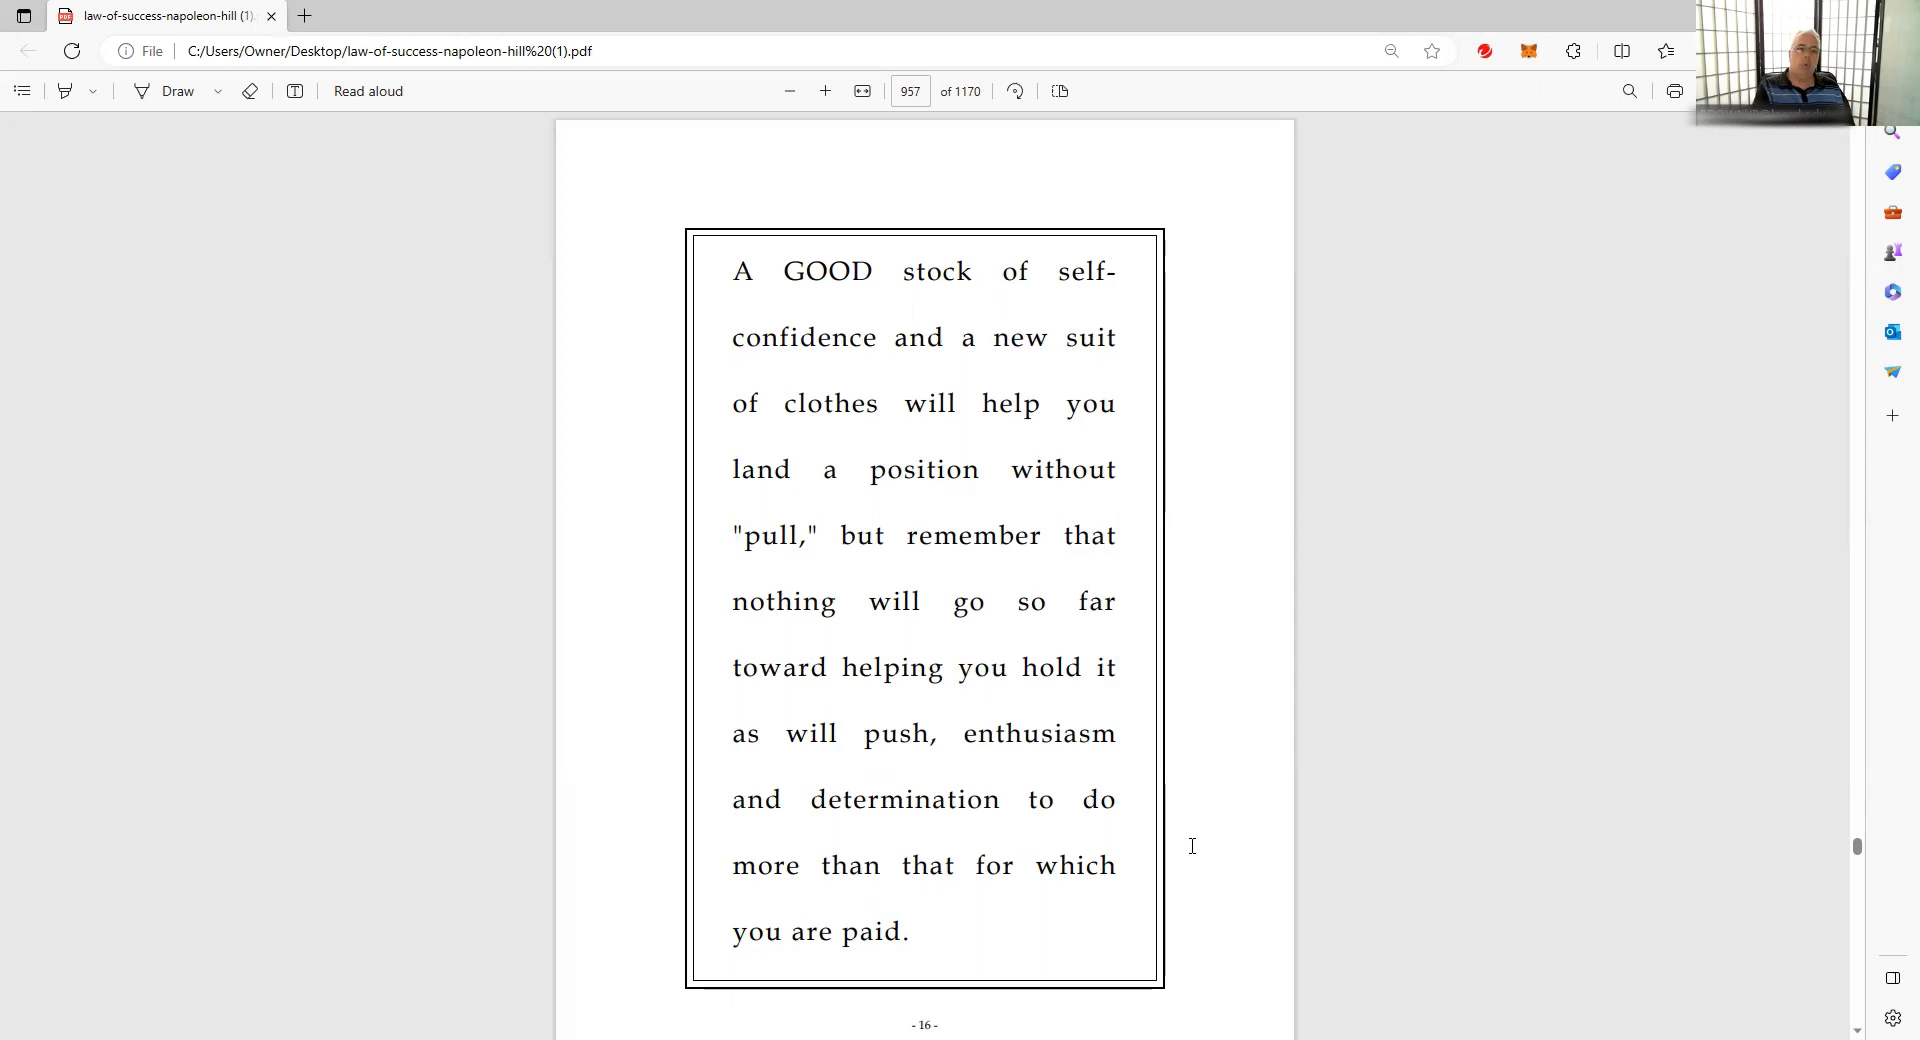 law-of-success-napoleon-hill (1)
File
C:/Users/Owner/Desktop/law-of-success-napoleon-hill%20(1).pdf
Draw
Read aloud
957
of 1170
A GOOD stock of self-
confidence and a new suit
of clothes will help you
land a position without
"pull," but remember that
nothing will go so far
toward helping you hold it
as will push, enthusiasm
and determination to do
more than that for which
you are paid.
- 16 -